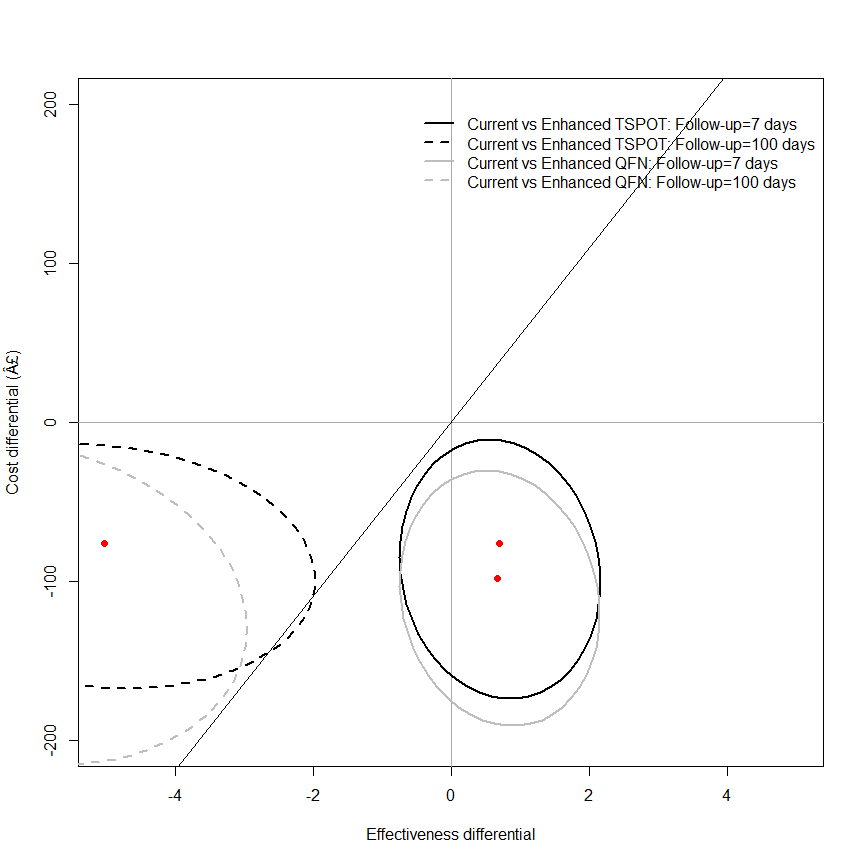 Current vs Enhanced TSPOT: Follow-up=7 days
Current vs Enhanced TSPOT: Follow-up=100 days
Current vs Enhanced QFN: Follow-up=7 days
Current vs Enhanced QFN: Follow-up=100 days
Cost differential (Â£)
200
100
0
-100
-200
-4
-2
0
2
4
Effectiveness differential